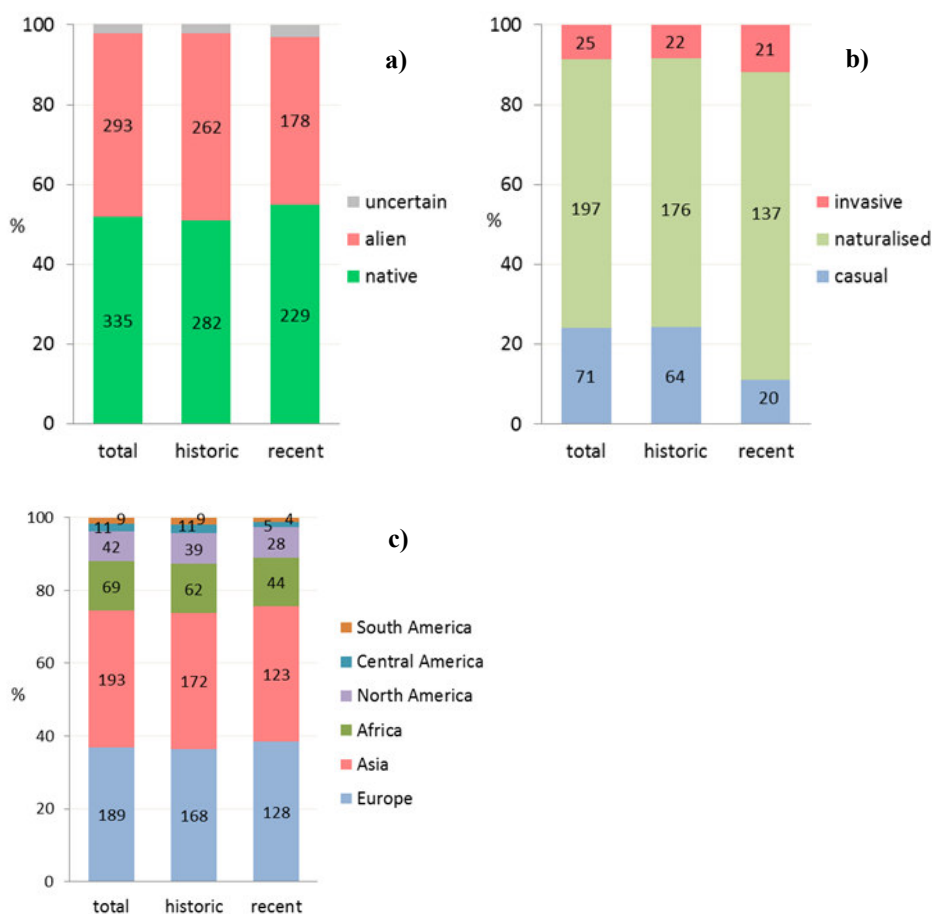 a)
100
80
60
40
20
0
%
293
262
178
335
282
229
uncertain
alien
native
total
historic
recent
b)
100
80
60
40
20
0
%
25
22
21
197
176
137
71
64
20
invasive
naturalised
casual
total
historic
recent
c)
100
80
60
40
20
0
%
9
9
4
11
11
5
42
39
28
69
62
44
193
172
123
189
168
128
South America
Central America
North America
Africa
Asia
Europe
total
historic
recent